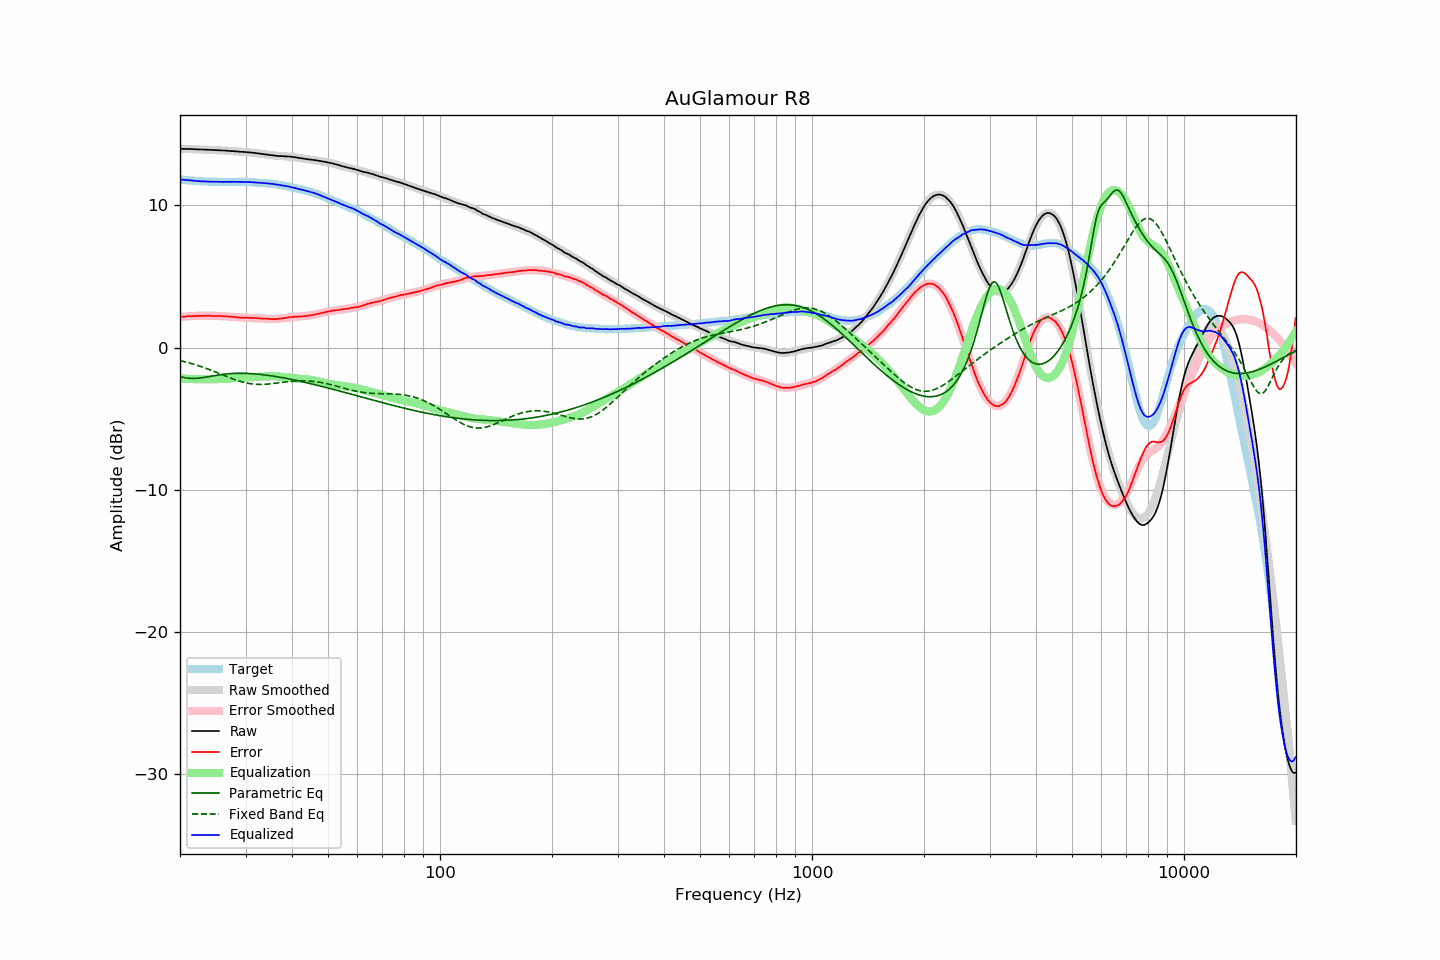 AuGlamour R8
Amplitude (dBr)
10
0
−10
−20
−30
Target
Raw Smoothed
Error Smoothed
Raw
Error
Equalization
Parametric Eq
Fixed Band Eq
Equalized
100
1000
10000
Frequency (Hz)